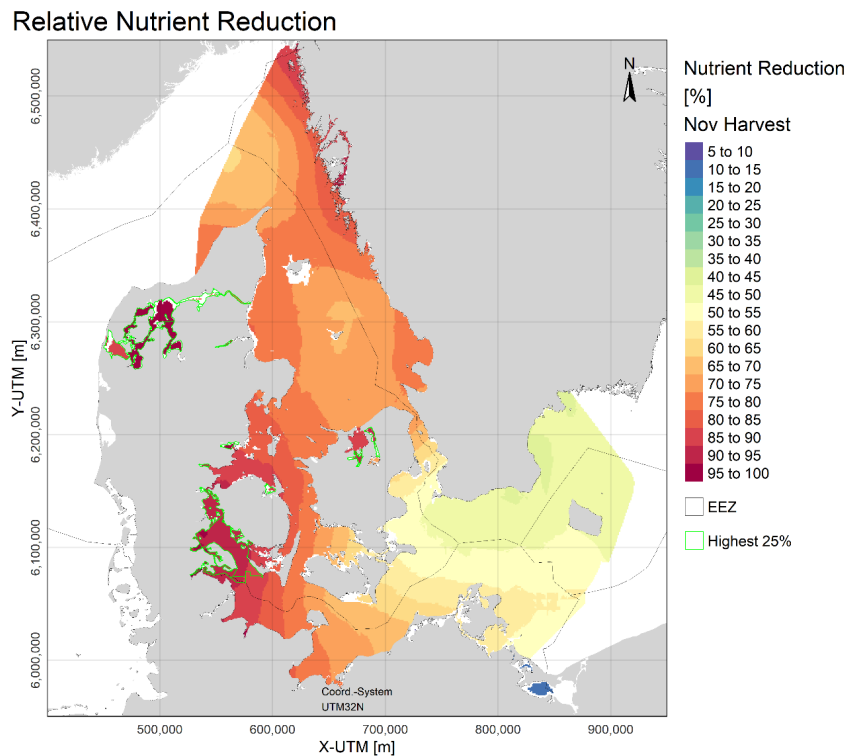 Relative Nutrient Reduction
N
Nutrient Reduction
[%]
Nov Harvest
5 to 10
10 to 15
15 to 20
20 to 25
25 to 30
30 to 35
35 to 40
40 to 45
45 to 50
50 to 55
55 to 60
60 to 65
65 to 70
70 to 75
75 to 80
80 to 85
85 to 90
90 to 95
95 to 100
EEZ
Highest 25%
Y-UTM [m]
6,500,000
6,400,000
6,300,000
6,200,000
6,100,000
6,000,000
Coord.-System
UTM32N
500,000 600,000 700,000 800,000 900,000
X-UTM [m]